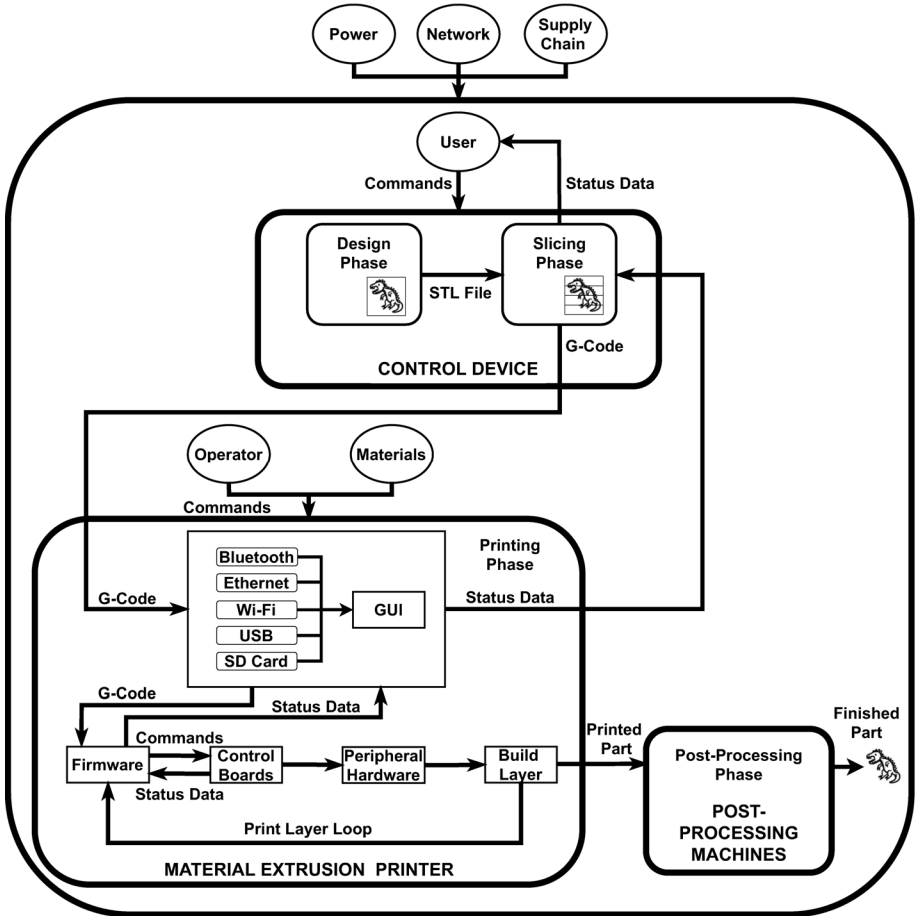 Power
Network
Supply
Chain
User
Commands
Status Data
Design
Phase
STL File
Slicing
Phase
G-Code
CONTROL DEVICE
Operator
Materials
Commands
Printing
Phase
Bluetooth
Ethernet
Wi-Fi
USB
SD Card
GUI
G-Code
Status Data
G-Code
Status Data
Commands
Firmware
Control
Boards
Status Data
Peripheral
Hardware
Build
Layer
Print Layer Loop
MATERIAL EXTRUSION PRINTER
Printed
Part
Post-Processing
Phase
POST-
PROCESSING
MACHINES
Finished
Part